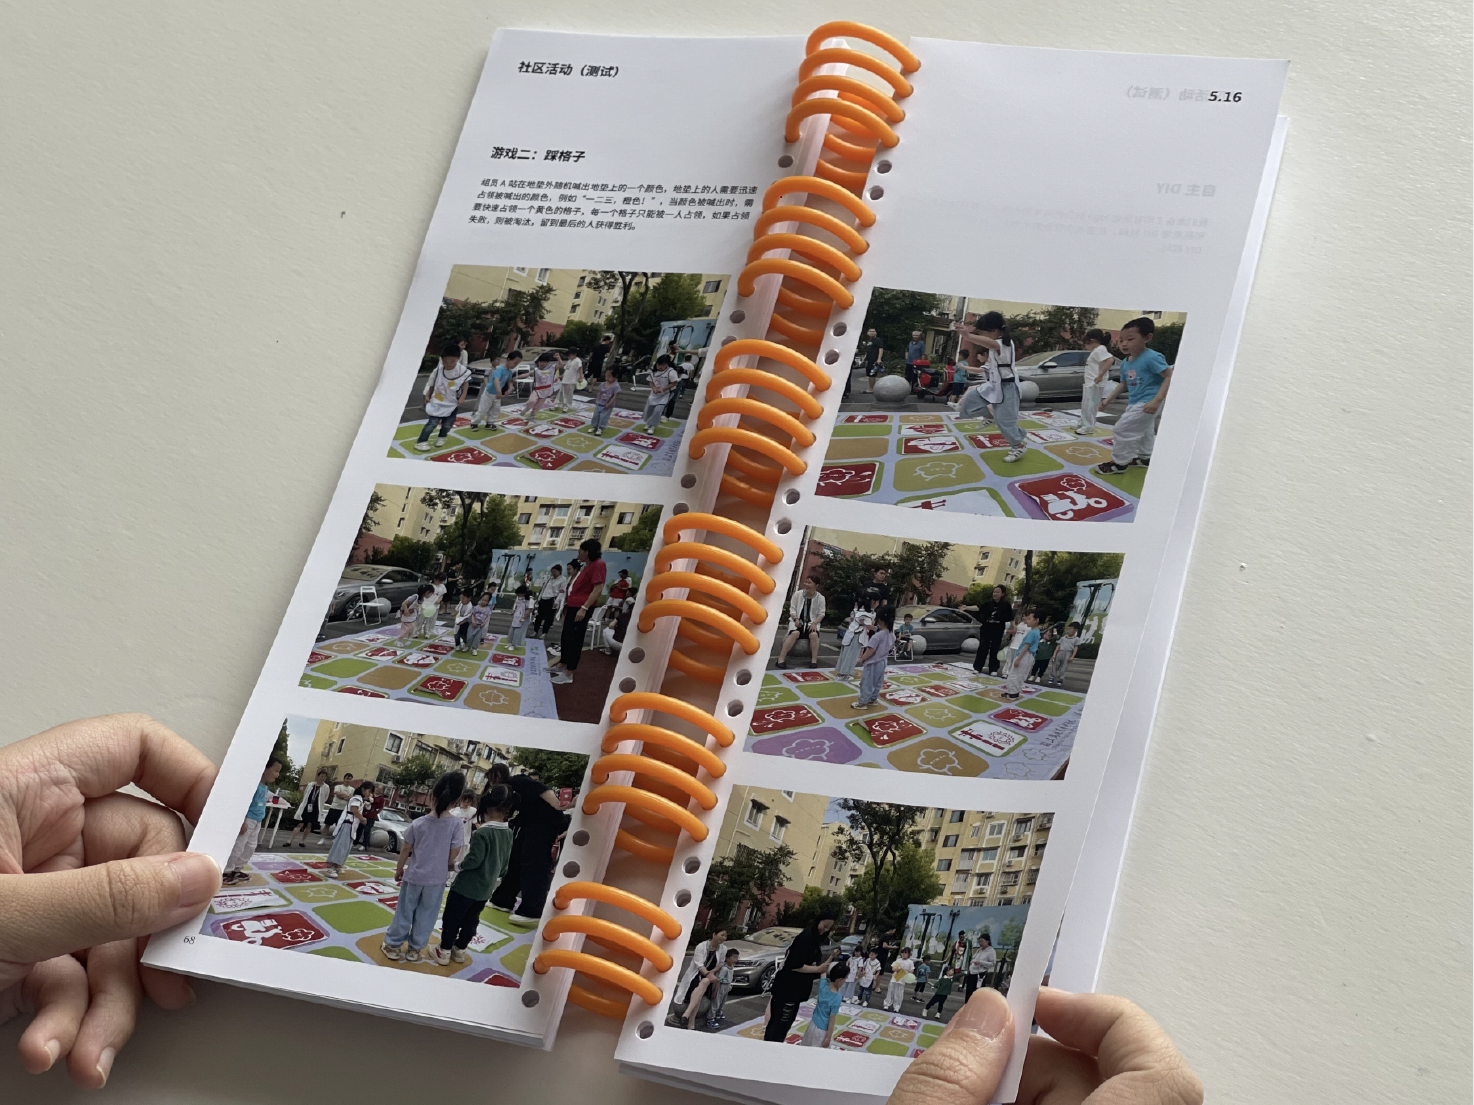 社区活动（测试）
5.16
游戏二：踩格子
组员 A 站在地垫外随机喊出地垫上的一个颜色，地垫上的人需要迅速
占领被喊出的颜色，例如“一二三，橙色！”，当颜色被喊出时，需
要快速占领一个黄色的格子，每一个格子只能被一人占领，如果占领
失败，则被淘汰，留到最后的人获得胜利。
自主 DIY
68